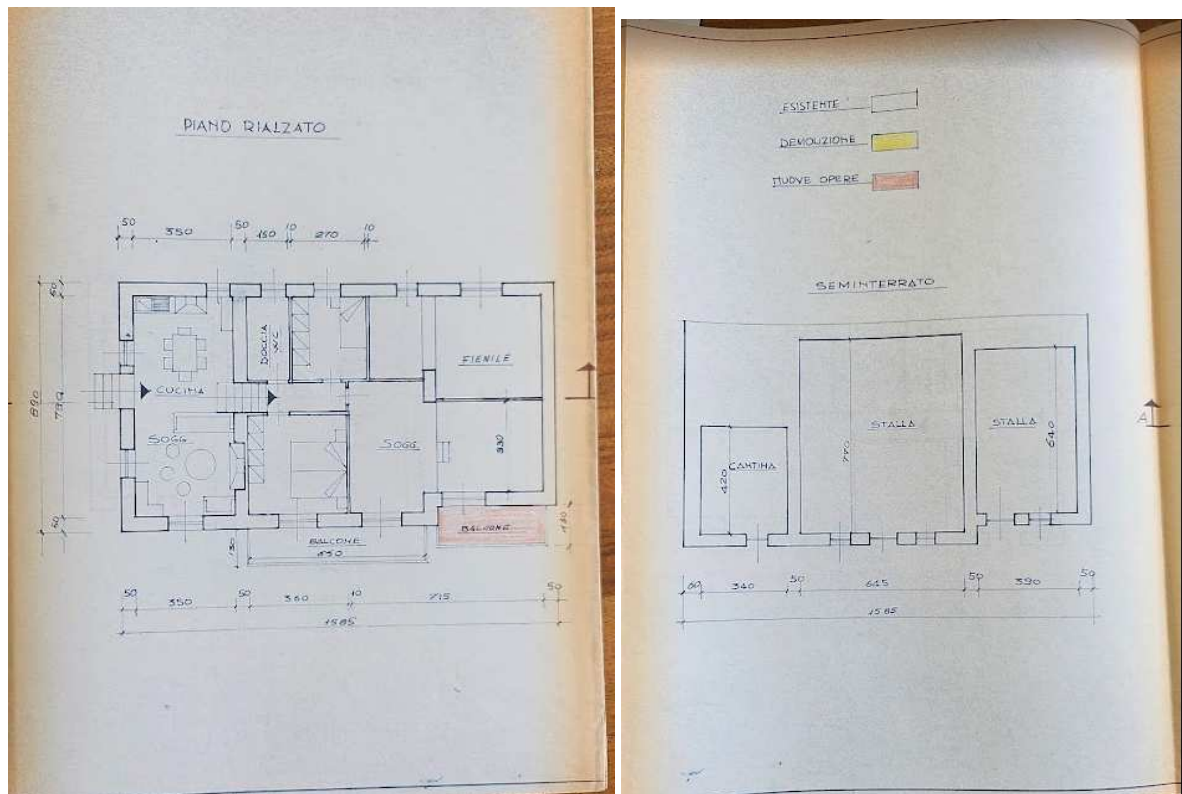 PIANO RIALZATO
50
350
50
150
10
270
10
50
790
50
890
DOCCIA
WC
CUCINA
FIENILE
SOGG.
SOGG.
330
BALCONE
BALCONE
130
650
130
50
350
50
360
10
715
50
1585
ESISTENTE
DEMOLIZIONE
NUOVE OPERE
SEMINTERRATO
STALLA
STALLA
CANTINA
420
770
640
A
60
340
50
645
50
390
50
1585